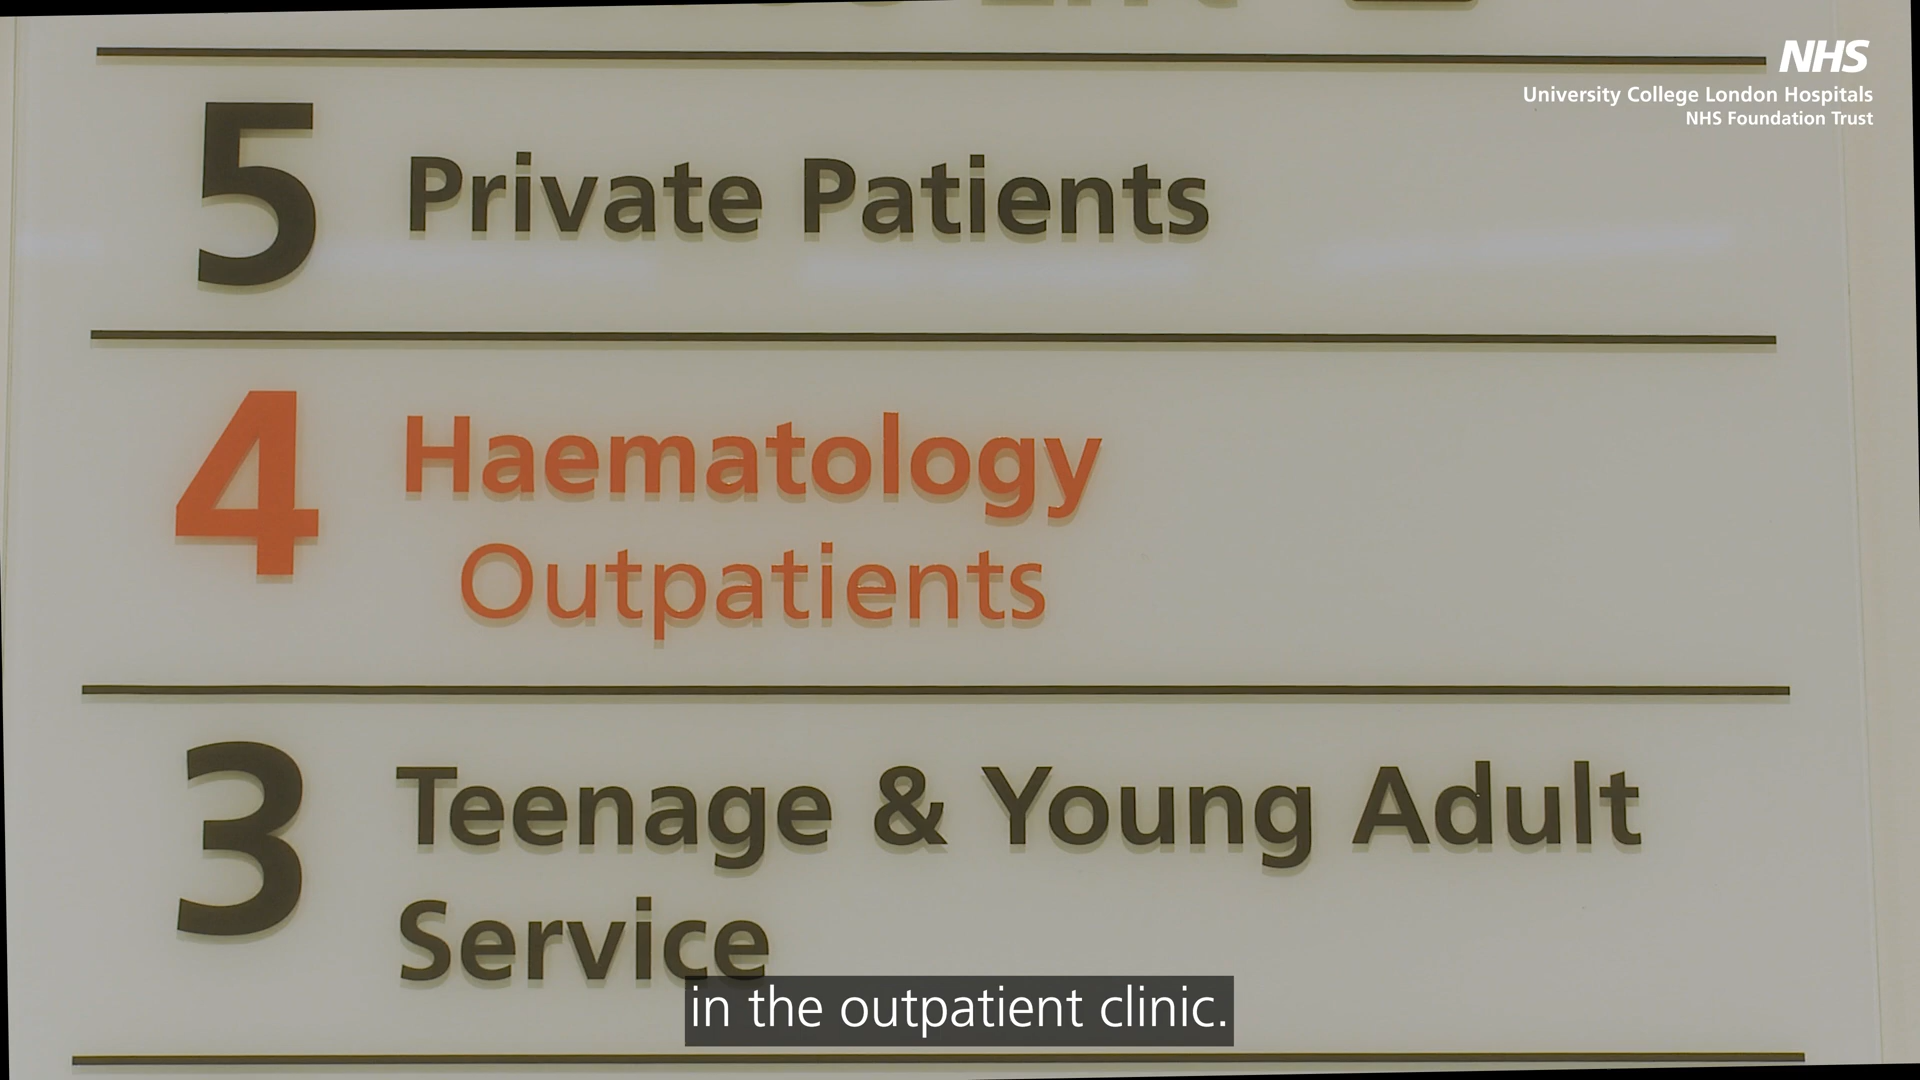 NHS
University College London Hospitals
NHS Foundation Trust
5 Private Patients
4 Haematology
Outpatients
3 Teenage & Young Adult
Service
in the outpatient clinic.